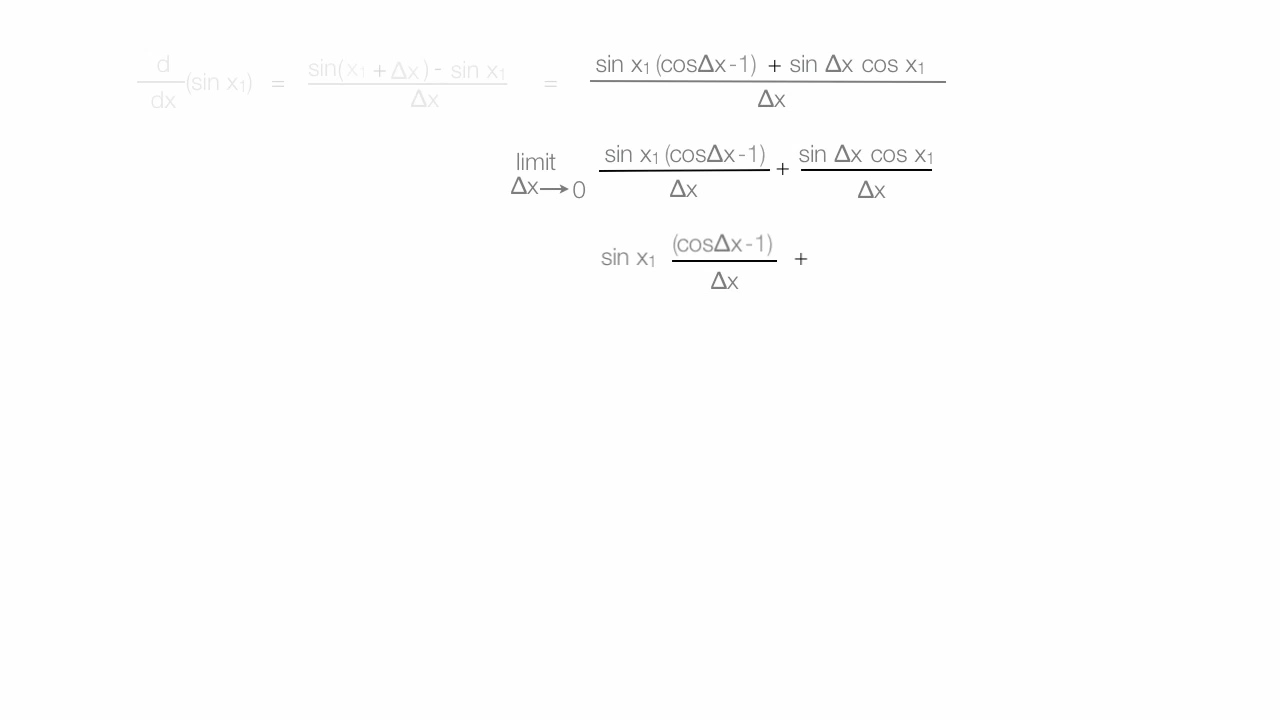 d/dx (sin x₁) = (sin(x₁ + Δx) - sin x₁)/Δx = (sin x₁ (cosΔx-1) + sin Δx cos x₁)/Δx
limit Δx→0 (sin x₁ (cosΔx-1))/Δx + (sin Δx cos x₁)/Δx
sin x₁ (cosΔx-1)/Δx +